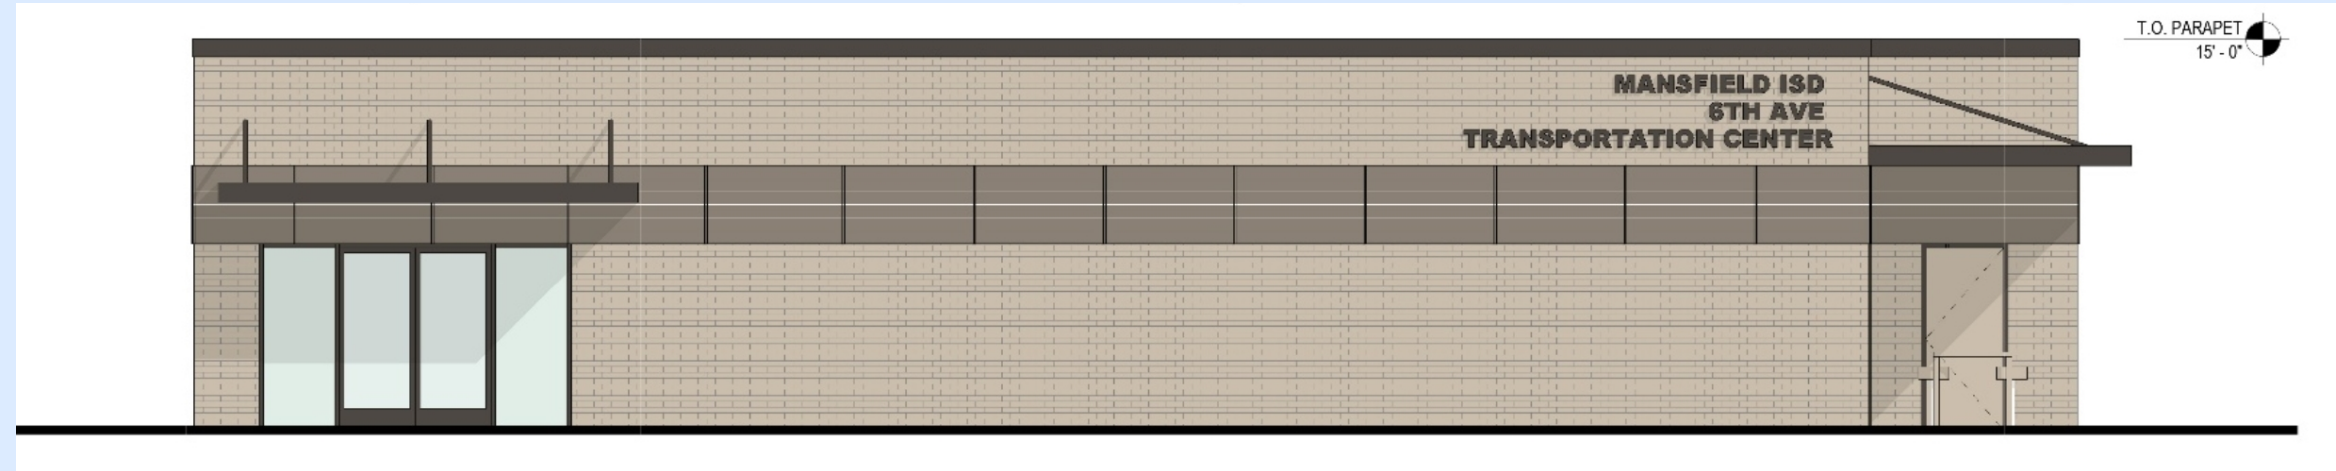 T.O. PARAPET
15' - 0"
MANSFIELD ISD
6TH AVE
TRANSPORTATION CENTER